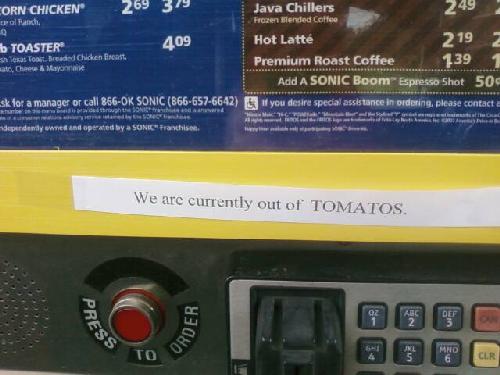 CORN CHICKEN® 2 69 3 79
ce of Ranch,
b TOASTER® 4 09
Texas Toast, Breaded Chicken Breast,
Cheese & Mayonnaise
sk for a manager or call 866-OK SONIC (866-657-6642)
ndependently owned and operated by a SONIC® Franchisee.
Java Chillers 2 49
Frozen Blended Coffee
Hot Latté 2 19
Premium Roast Coffee 1 39
Add A SONIC Boom™ Espresso Shot 50¢
If you desire special assistance in ordering, please contact
We are currently out of TOMATOS.
PRESS TO ORDER
QZ 1 ABC 2 DEF 3
GHI 4 JKL 5 MNO 6 CLR